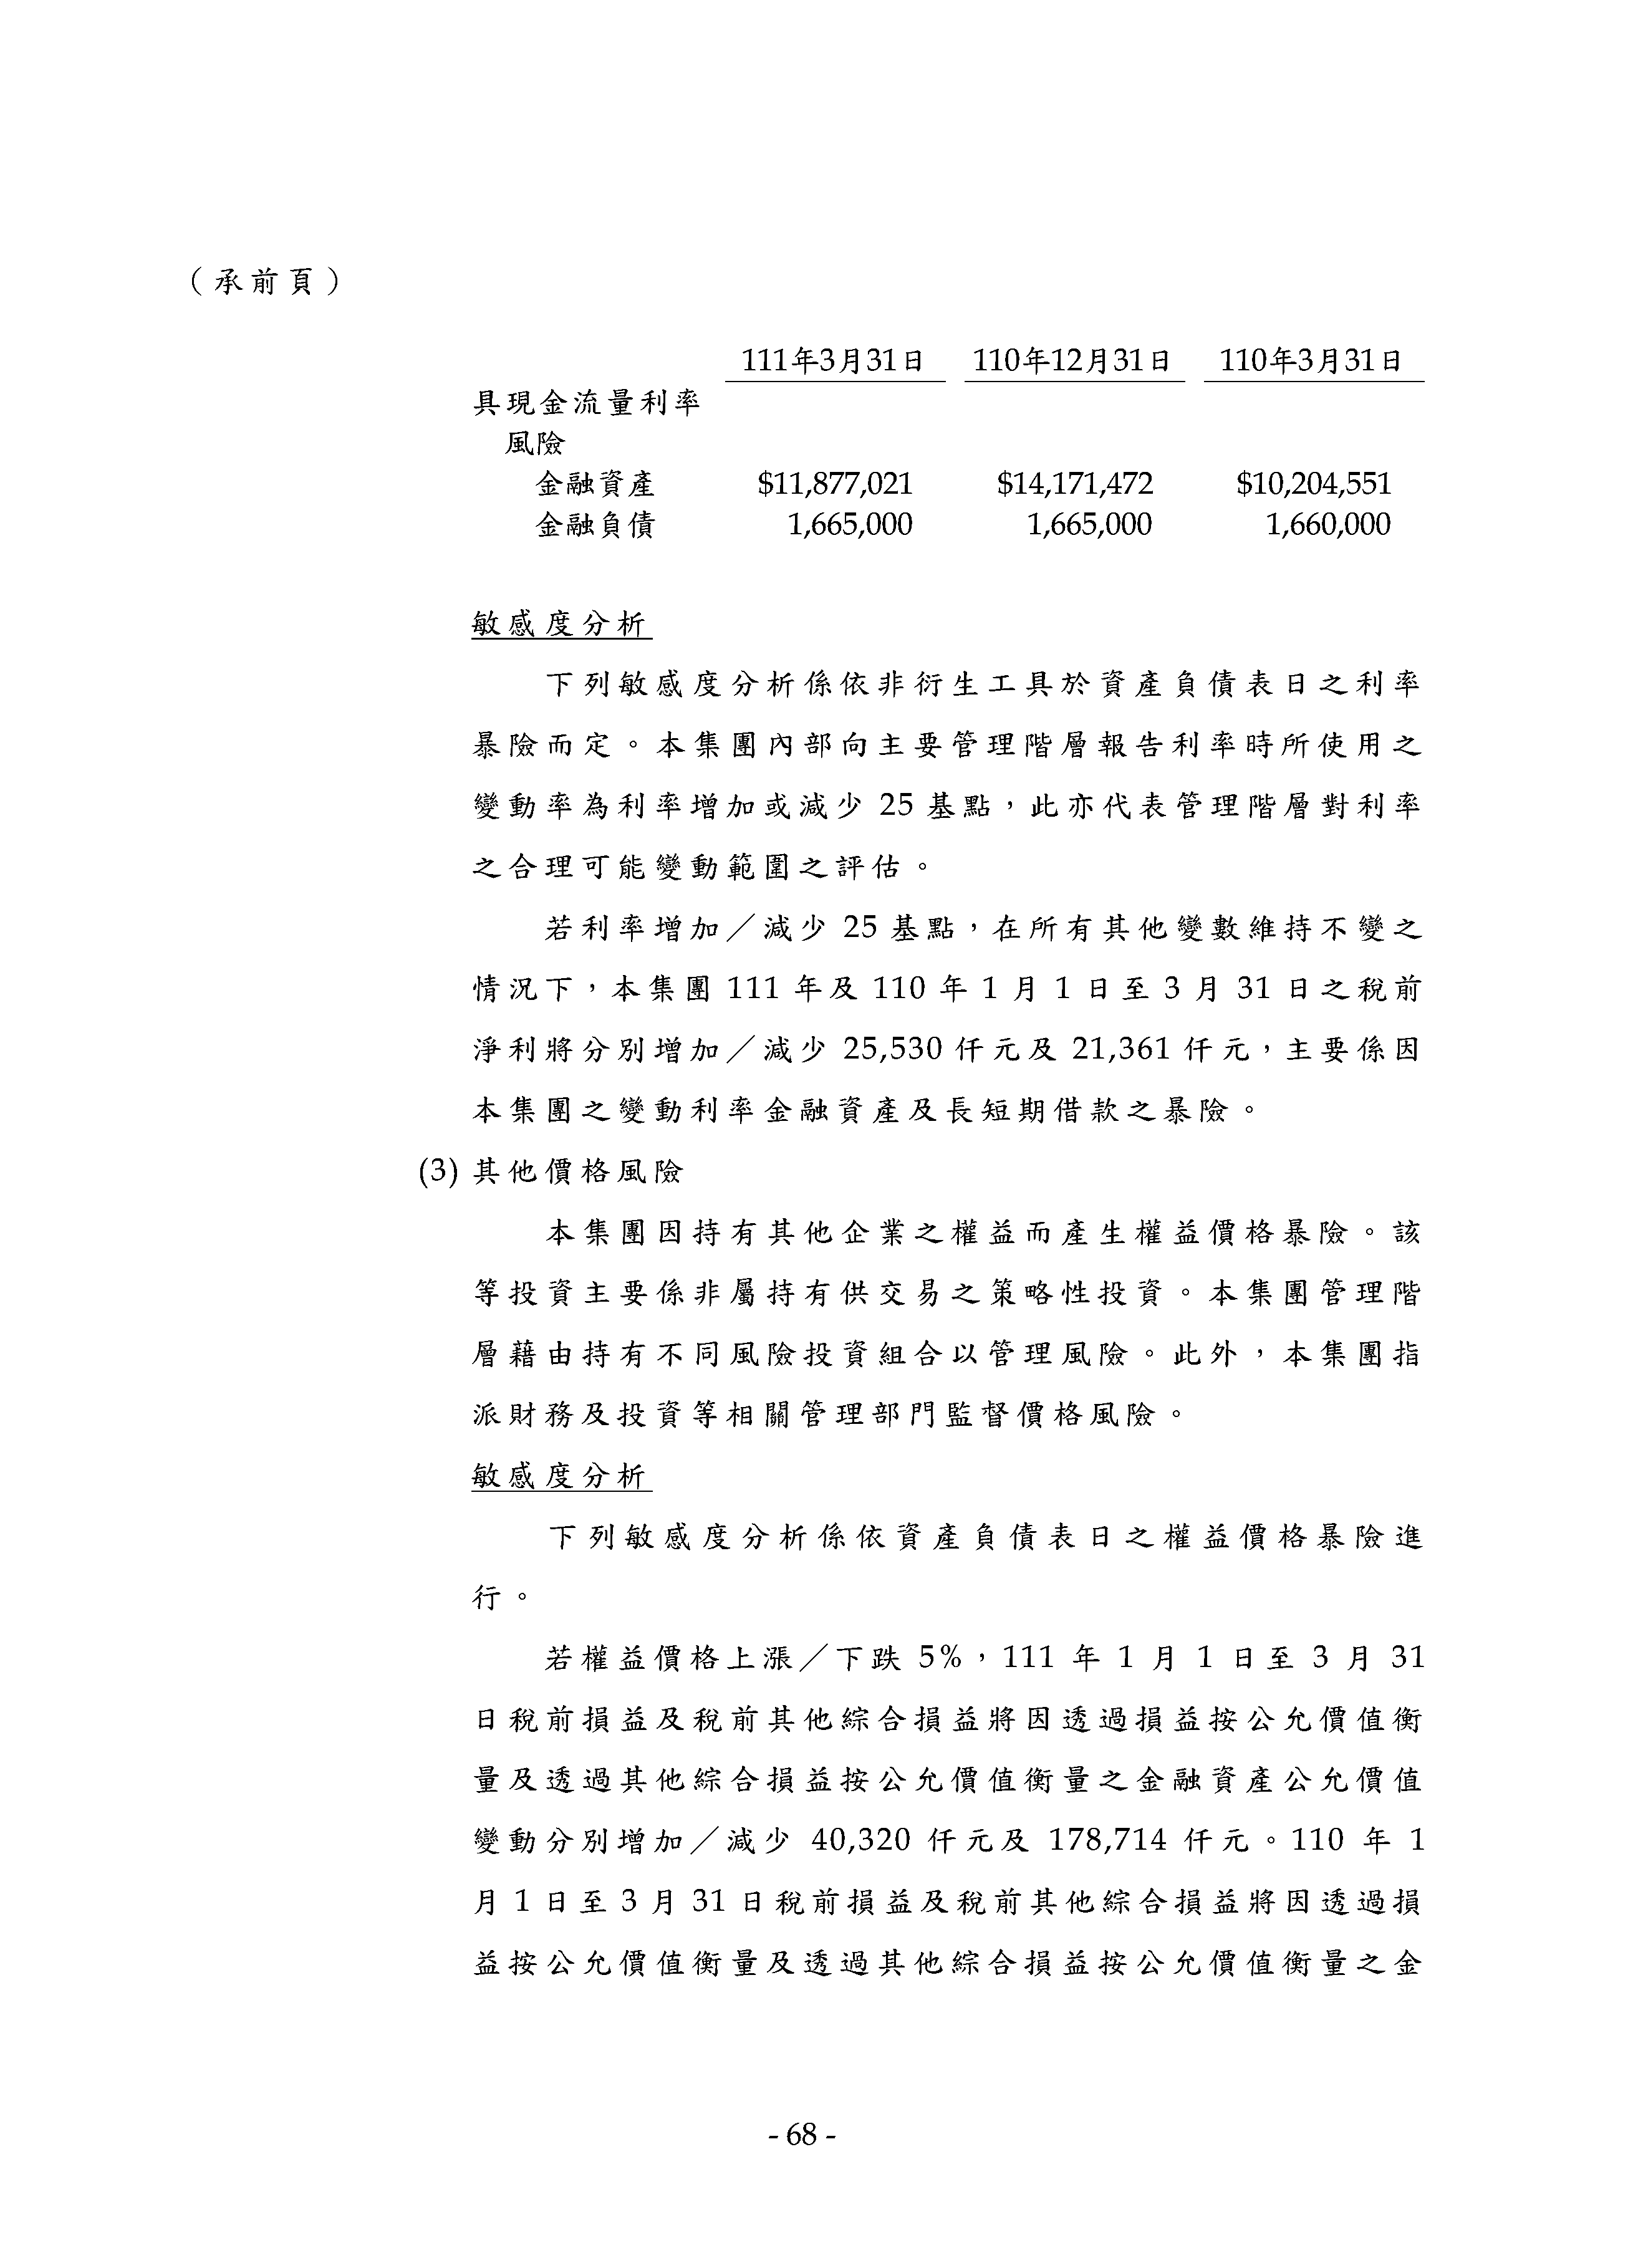 （承前頁）
111年3月31日 110年12月31日 110年3月31日
具現金流量利率
風險
金融資產 $11,877,021 $14,171,472 $10,204,551
金融負債 1,665,000 1,665,000 1,660,000
敏感度分析
下列敏感度分析係依非衍生工具於資產負債表日之利率
暴險而定。本集團內部向主要管理階層報告利率時所使用之
變動率為利率增加或減少 25 基點，此亦代表管理階層對利率
之合理可能變動範圍之評估。
若利率增加／減少 25 基點，在所有其他變數維持不變之
情況下，本集團 111 年及 110 年 1 月 1 日至 3 月 31 日之稅前
淨利將分別增加／減少 25,530 仟元及 21,361 仟元，主要係因
本集團之變動利率金融資產及長短期借款之暴險。
(3) 其他價格風險
本集團因持有其他企業之權益而產生權益價格暴險。該
等投資主要係非屬持有供交易之策略性投資。本集團管理階
層藉由持有不同風險投資組合以管理風險。此外，本集團指
派財務及投資等相關管理部門監督價格風險。
敏感度分析
下列敏感度分析係依資產負債表日之權益價格暴險進
行。
若權益價格上漲／下跌 5%，111 年 1 月 1 日至 3 月 31
日稅前損益及稅前其他綜合損益將因透過損益按公允價值衡
量及透過其他綜合損益按公允價值衡量之金融資產公允價值
變動分別增加／減少 40,320 仟元及 178,714 仟元。110 年 1
月 1 日至 3 月 31 日稅前損益及稅前其他綜合損益將因透過損
益按公允價值衡量及透過其他綜合損益按公允價值衡量之金
- 68 -